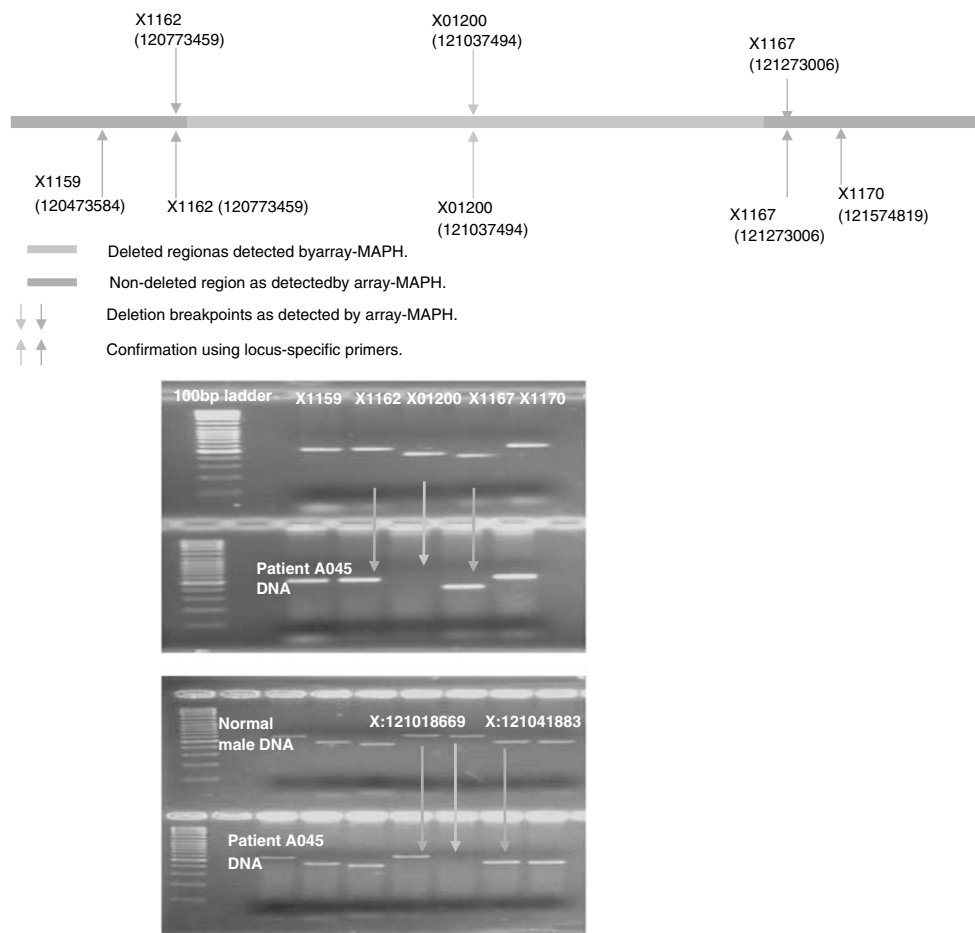 X1162
(120773459)
X01200
(121037494)
X1167
(121273006)
X1159
(120473584)
X1162 (120773459)
X01200
(121037494)
X1167
(121273006)
X1170
(121574819)
Deleted regionas detected byarray-MAPH.
Non-deleted region as detectedby array-MAPH.
Deletion breakpoints as detected by array-MAPH.
Confirmation using locus-specific primers.
100bp ladder X1159 X1162 X01200 X1167 X1170
Patient A045
DNA
Normal
male DNA
X:121018669 X:121041883
Patient A045
DNA